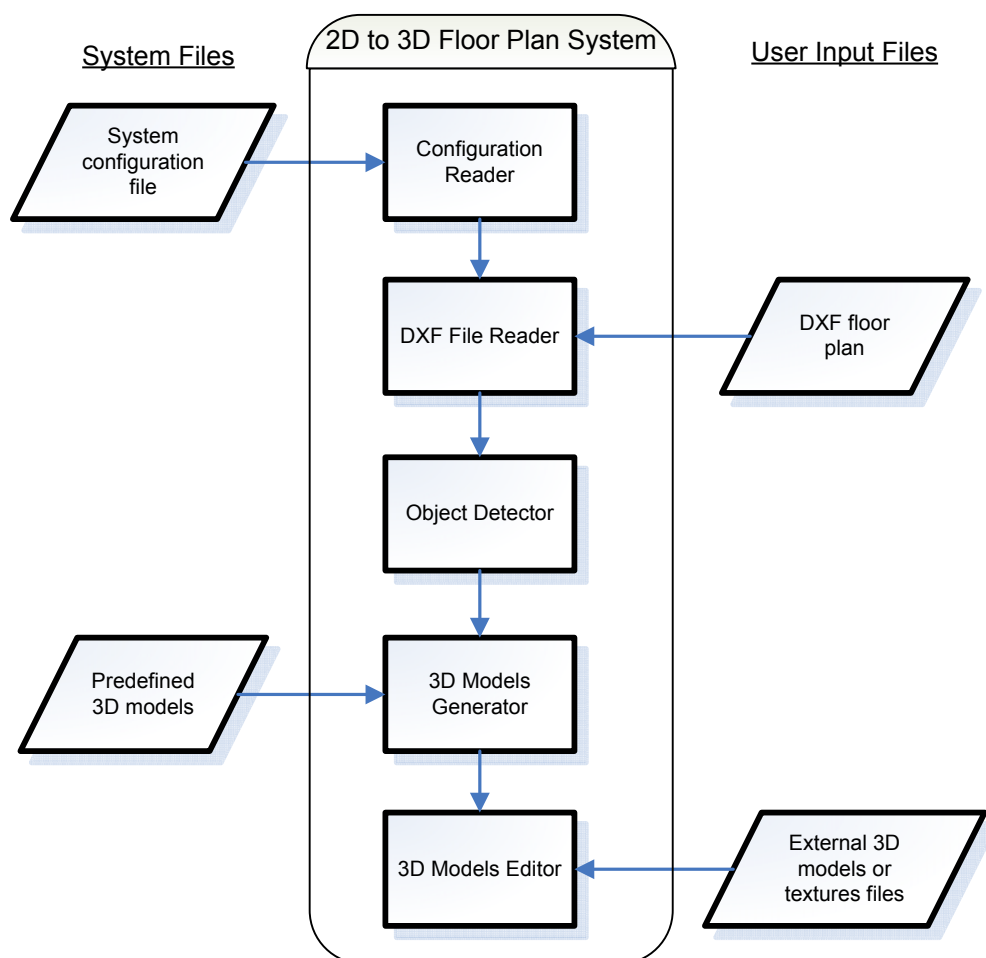 2D to 3D Floor Plan System
System Files
User Input Files
System
configuration
file
Configuration
Reader
DXF File Reader
DXF floor
plan
Object Detector
Predefined
3D models
3D Models
Generator
3D Models Editor
External 3D
models or
textures files